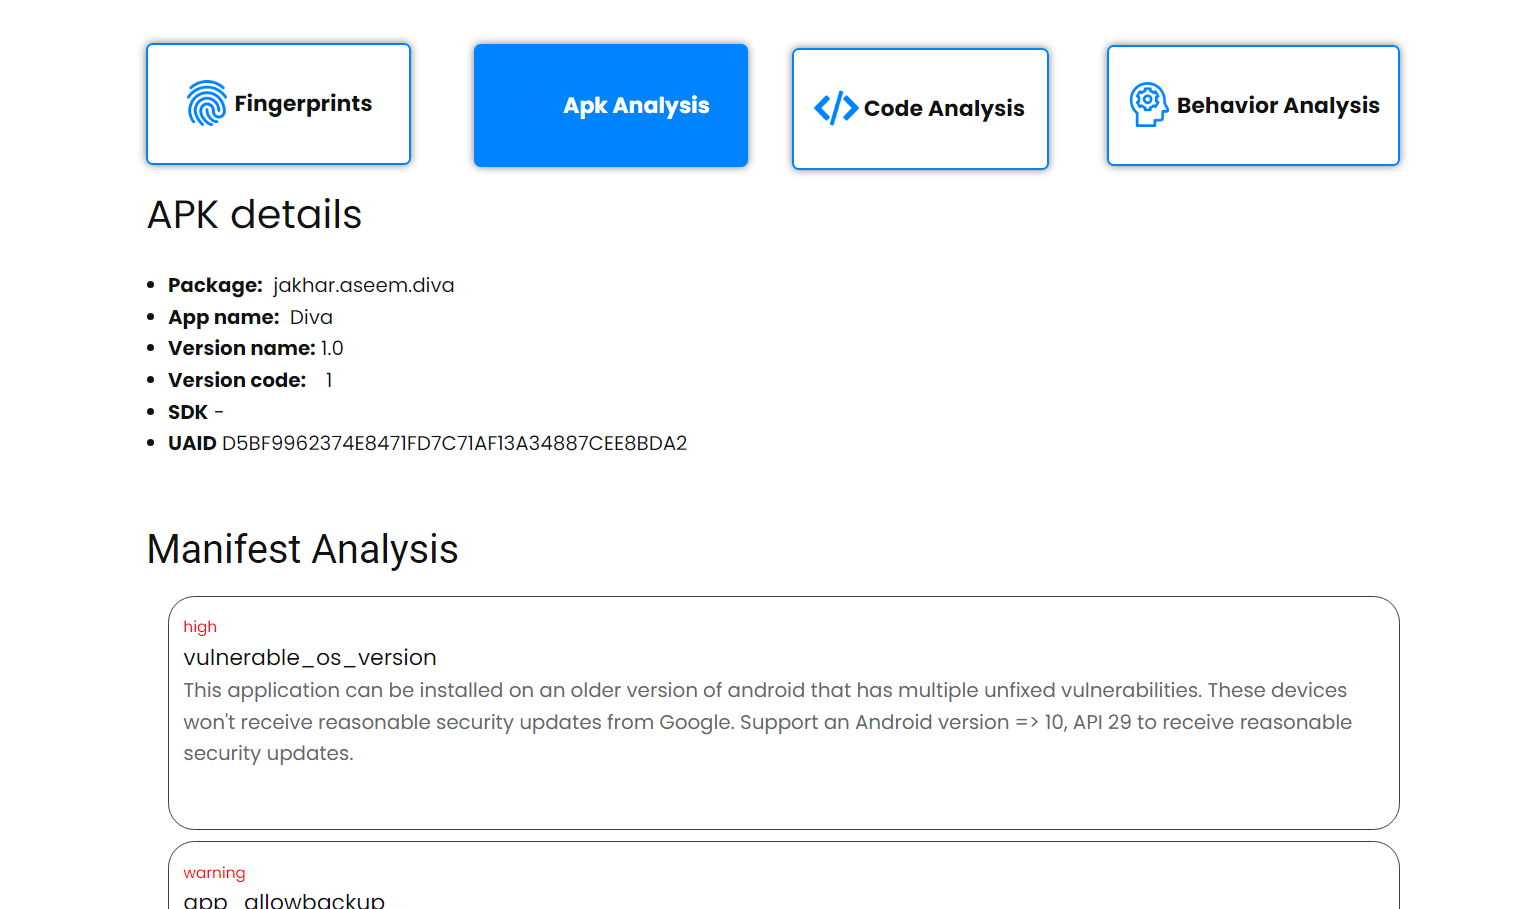 Fingerprints
Apk Analysis
Code Analysis
Behavior Analysis
APK details
Package: jakhar.aseem.diva
App name: Diva
Version name: 1.0
Version code: 1
SDK -
UAID D5BF9962374E8471FD7C71AF13A34887CEE8BDA2
Manifest Analysis
high
vulnerable_os_version
This application can be installed on an older version of android that has multiple unfixed vulnerabilities. These devices
won't receive reasonable security updates from Google. Support an Android version => 10, API 29 to receive reasonable
security updates.
warning
app_allowbackup